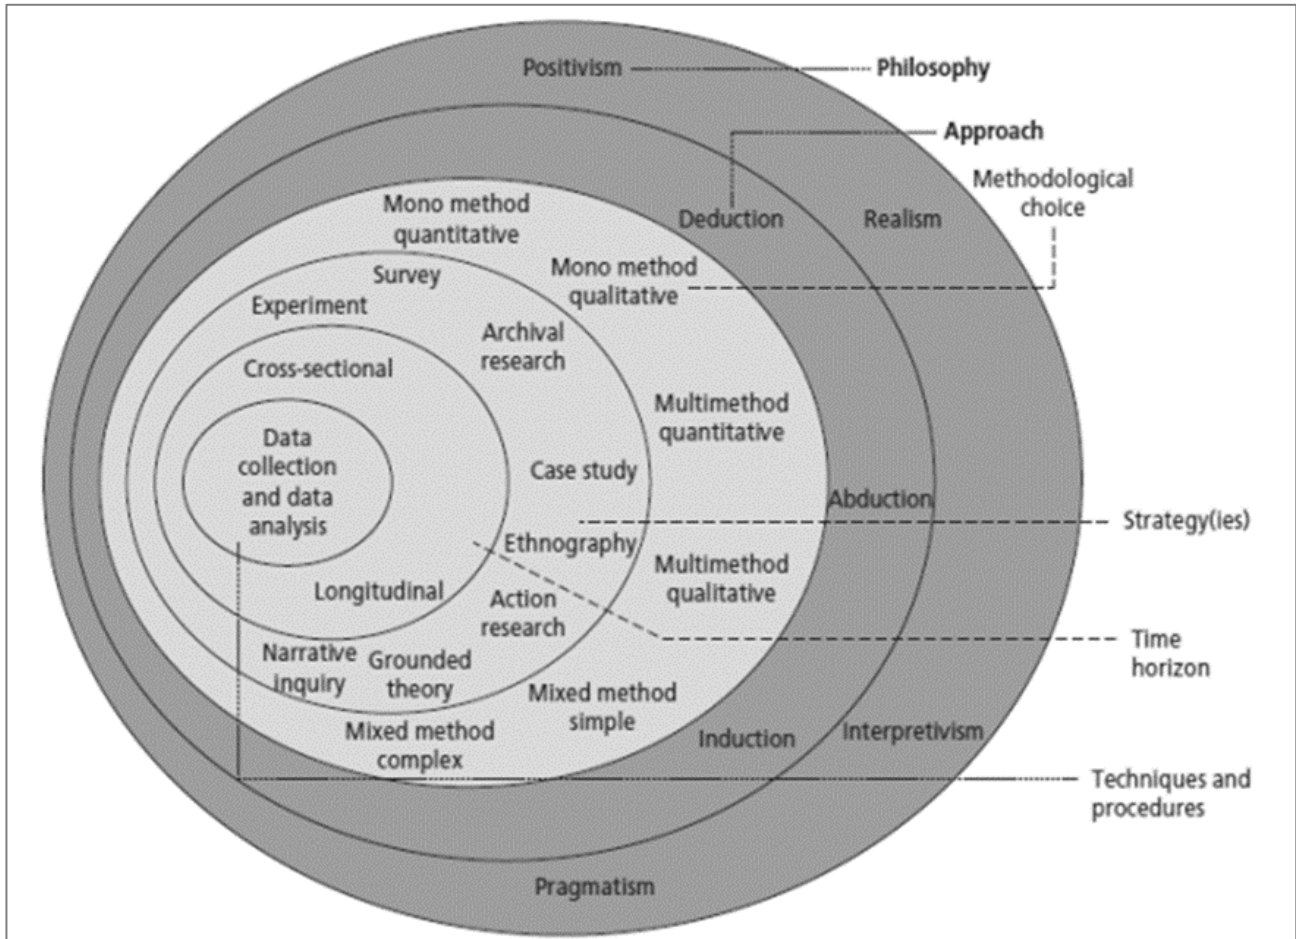 Positivism
Philosophy
Approach
Methodological
choice
Mono method
quantitative
Deduction
Realism
Mono method
qualitative
Survey
Experiment
Archival
research
Cross-sectional
Multimethod
quantitative
Data
collection
and data
analysis
Case study
Abduction
Strategy(ies)
Ethnography
Multimethod
qualitative
Longitudinal
Action
research
Time
horizon
Narrative
inquiry
Grounded
theory
Mixed method
simple
Mixed method
complex
Induction
Interpretivism
Techniques and
procedures
Pragmatism